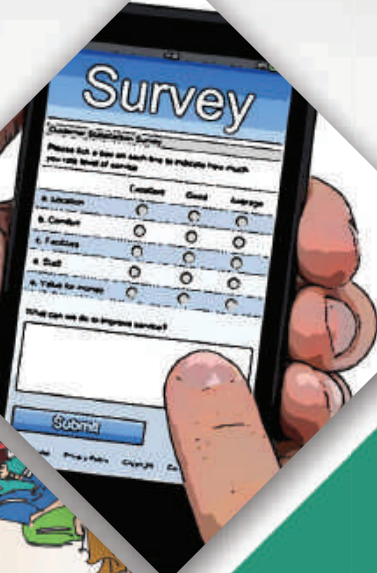 Survey
Customer Satisfaction Survey
Please tick a box on each line to indicate how much
you rate level of service
Excellent Good Average
a. Location
b. Comfort
c. Facilities
d. Staff
e. Value for money
What can we do to improve service?
Submit
Privacy Policy Copyright